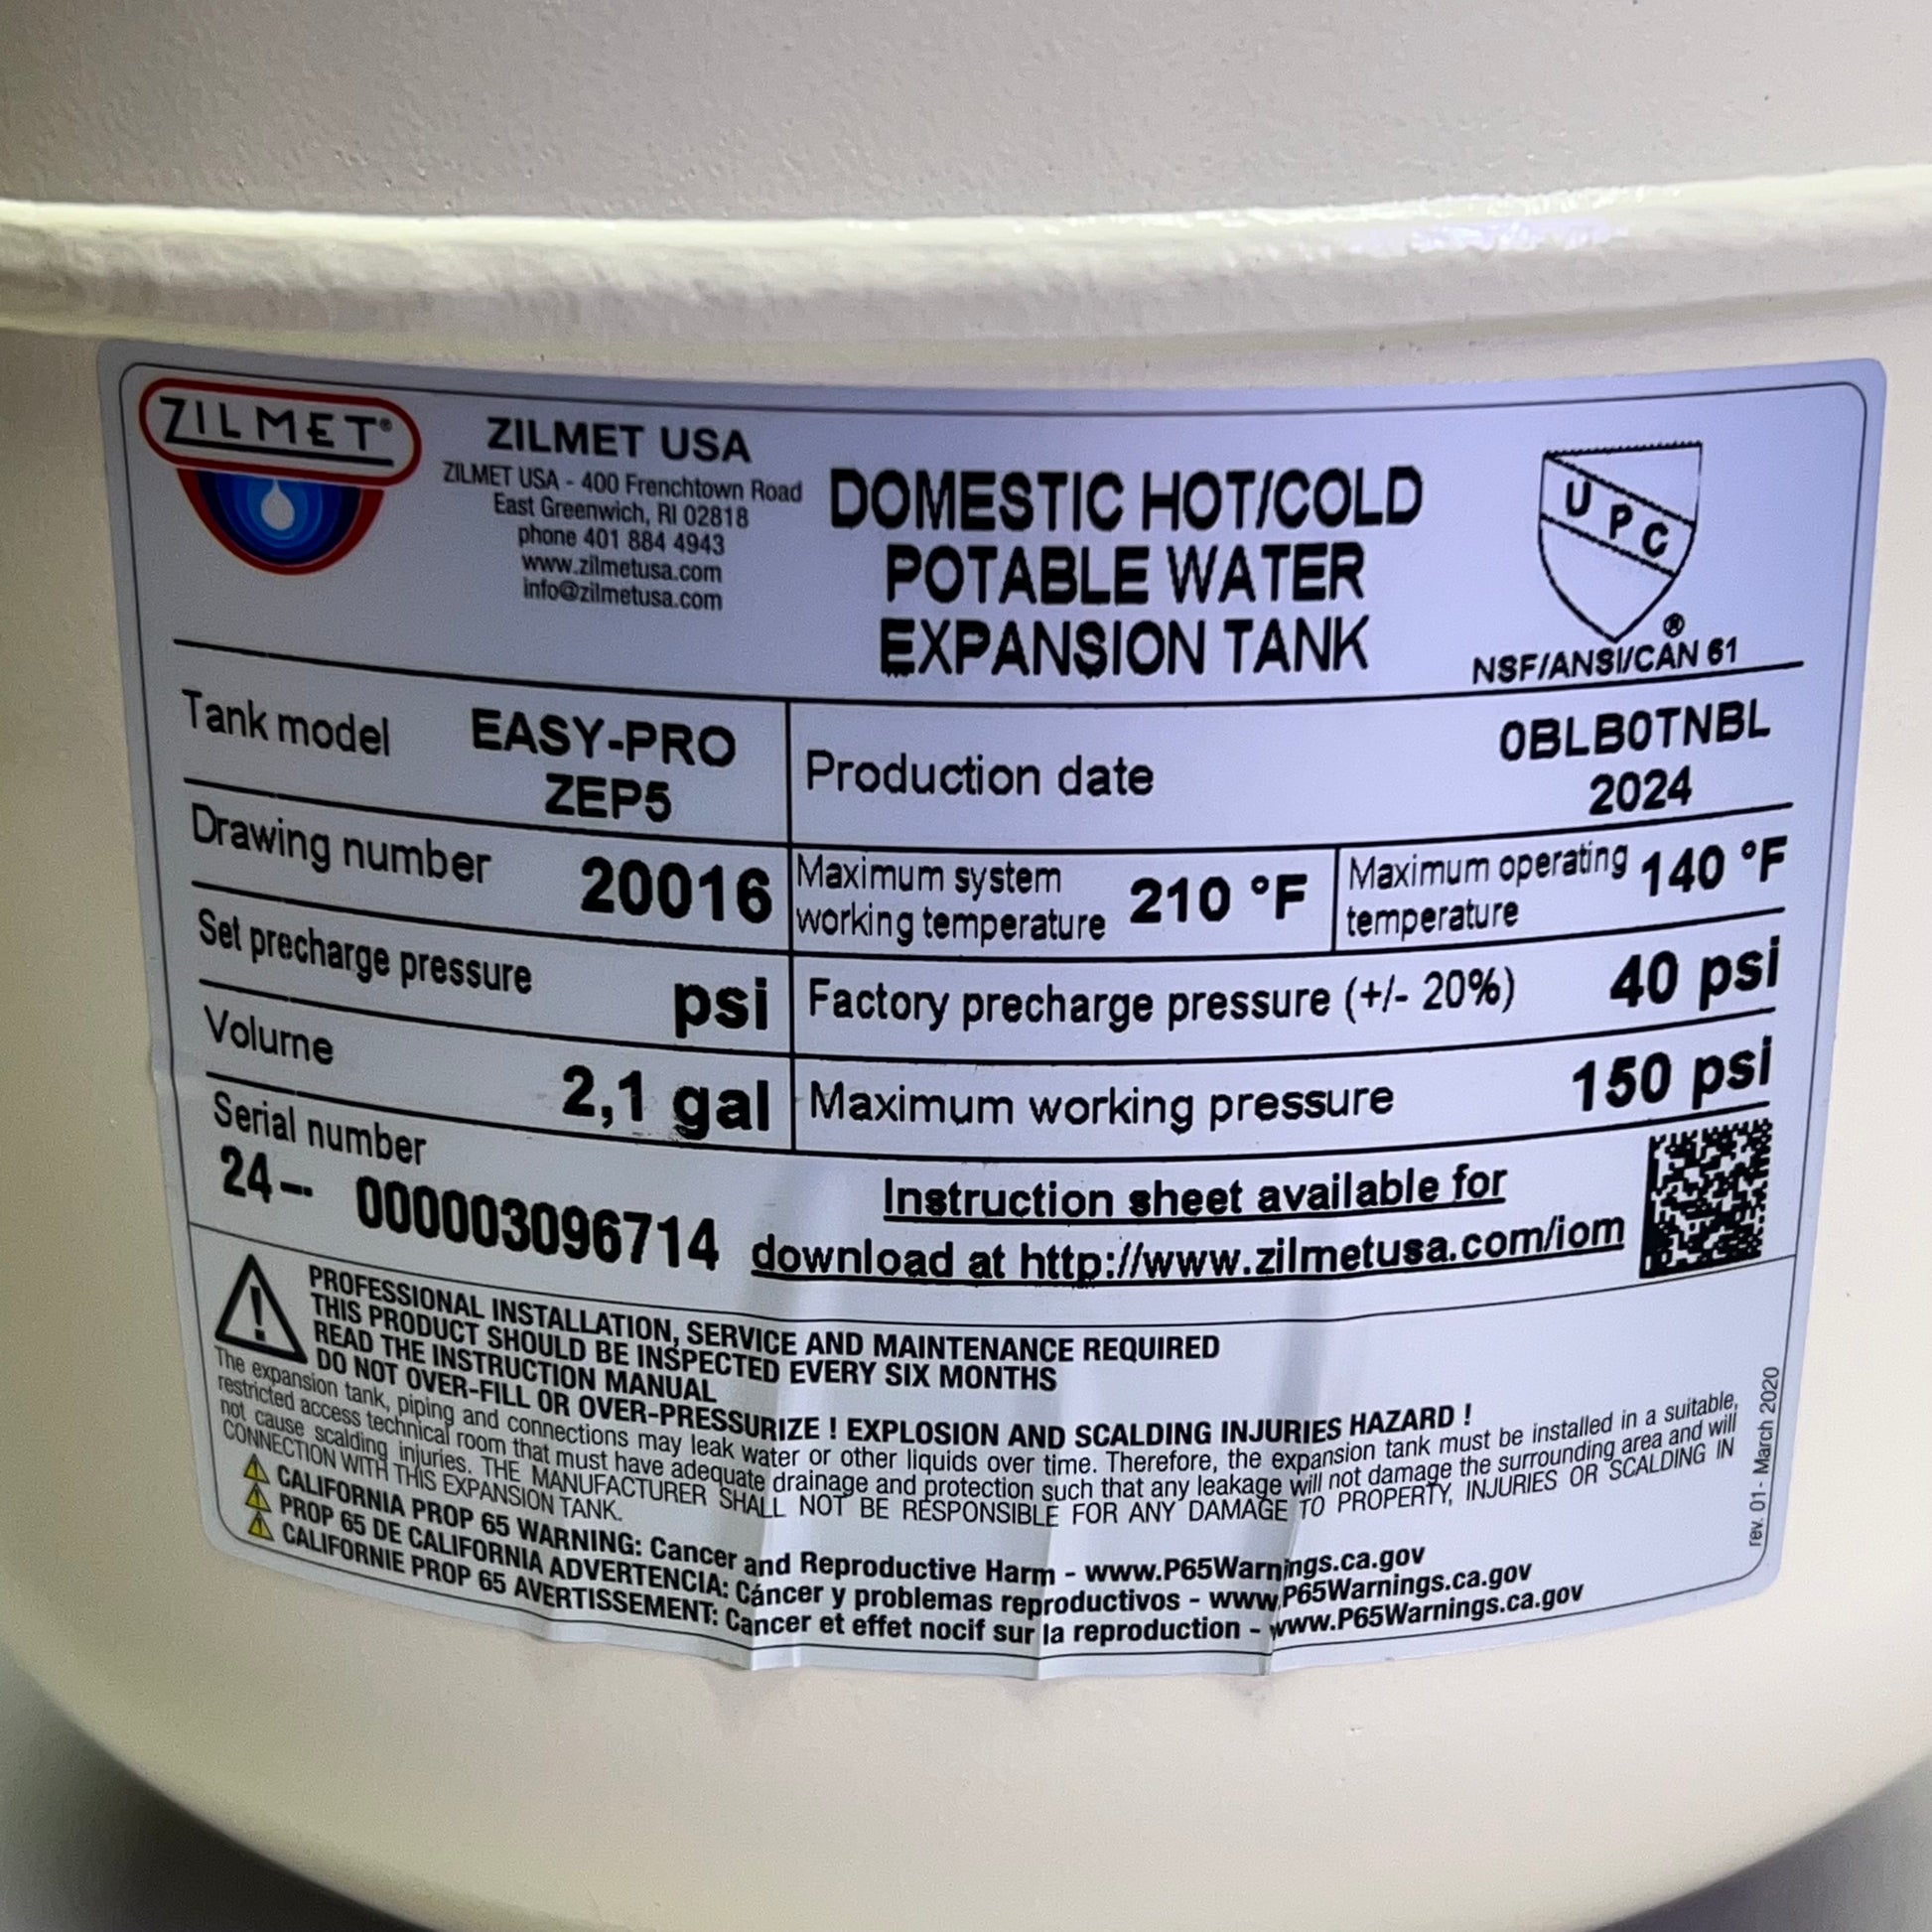 ZILMET®
ZILMET USA
ZILMET USA - 400 Frenchtown Road
East Greenwich, RI 02818
phone 401 884 4943
www.zilmetusa.com
info@zilmetusa.com
DOMESTIC HOT/COLD
POTABLE WATER
EXPANSION TANK
UPC
®
NSF/ANSI/CAN 61
Tank model EASY-PRO
ZEP5
Production date 0BLB0TNBL
2024
Drawing number 20016
Maximum system
working temperature 210 °F
Maximum operating
temperature 140 °F
Set precharge pressure psi
Factory precharge pressure (+/- 20%) 40 psi
Volume 2,1 gal
Maximum working pressure 150 psi
Serial number
24-- 000003096714
Instruction sheet available for
download at http://www.zilmetusa.com/iom
PROFESSIONAL INSTALLATION, SERVICE AND MAINTENANCE REQUIRED
THIS PRODUCT SHOULD BE INSPECTED EVERY SIX MONTHS
READ THE INSTRUCTION MANUAL
DO NOT OVER-FILL OR OVER-PRESSURIZE ! EXPLOSION AND SCALDING INJURIES HAZARD !
The expansion tank, piping and connections may leak water or other liquids over time. Therefore, the expansion tank must be installed in a suitable,
restricted access technical room that must have adequate drainage and protection such that any leakage will not damage the surrounding area and will
not cause scalding injuries. THE MANUFACTURER SHALL NOT BE RESPONSIBLE FOR ANY DAMAGE TO PROPERTY, INJURIES OR SCALDING IN
CONNECTION WITH THIS EXPANSION TANK.
CALIFORNIA PROP 65 WARNING: Cancer and Reproductive Harm - www.P65Warnings.ca.gov
PROP 65 DE CALIFORNIA ADVERTENCIA: Cáncer y problemas reproductivos - www.P65Warnings.ca.gov
CALIFORNIE PROP 65 AVERTISSEMENT: Cancer et effet nocif sur la reproduction - www.P65Warnings.ca.gov
rev. 01- March 2020